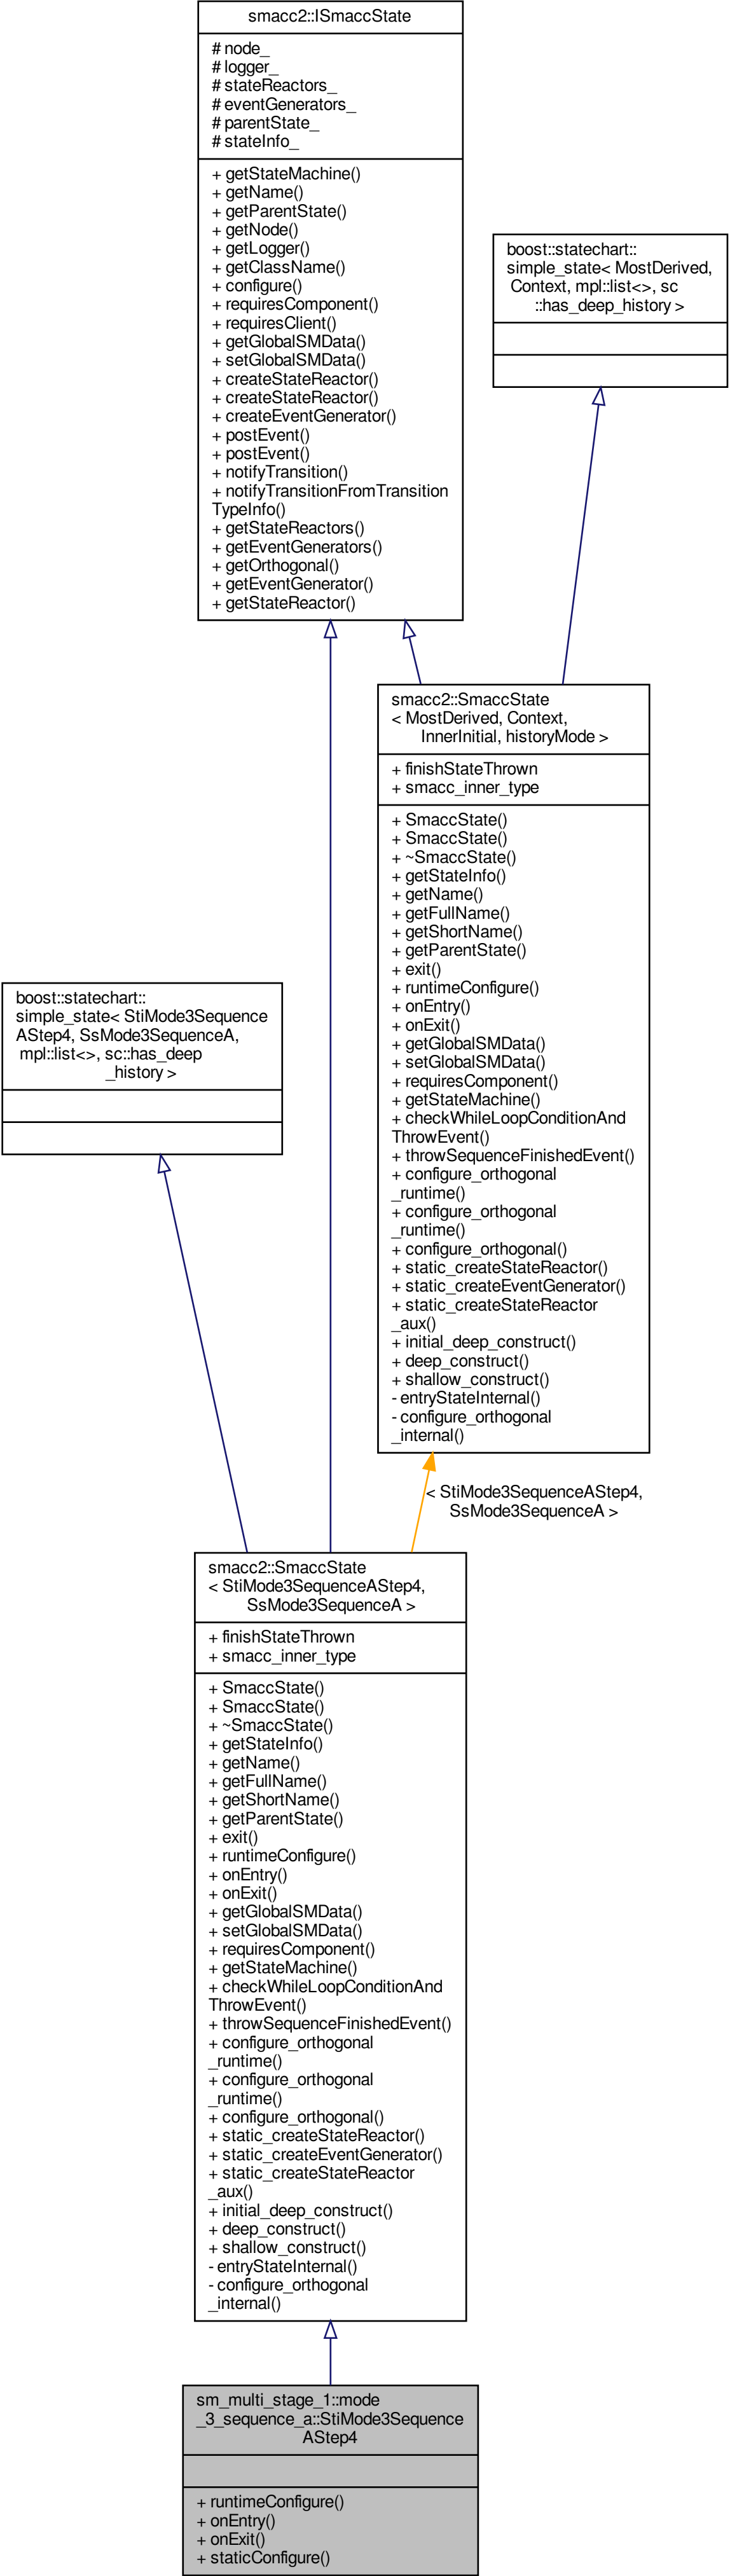 smacc2::ISmaccState
# node_
# logger_
# stateReactors_
# eventGenerators_
# parentState_
# stateInfo_
+ getStateMachine()
+ getName()
+ getParentState()
+ getNode()
+ getLogger()
+ getClassName()
+ configure()
+ requiresComponent()
+ requiresClient()
+ getGlobalSMData()
+ setGlobalSMData()
+ createStateReactor()
+ createStateReactor()
+ createEventGenerator()
+ postEvent()
+ postEvent()
+ notifyTransition()
+ notifyTransitionFromTransition
TypeInfo()
+ getStateReactors()
+ getEventGenerators()
+ getOrthogonal()
+ getEventGenerator()
+ getStateReactor()
boost::statechart::
simple_state< MostDerived,
Context, mpl::list<>, sc
::has_deep_history >
smacc2::SmaccState
< MostDerived, Context,
InnerInitial, historyMode >
+ finishStateThrown
+ smacc_inner_type
+ SmaccState()
+ SmaccState()
+ ~SmaccState()
+ getStateInfo()
+ getName()
+ getFullName()
+ getShortName()
+ getParentState()
+ exit()
+ runtimeConfigure()
+ onEntry()
+ onExit()
+ getGlobalSMData()
+ setGlobalSMData()
+ requiresComponent()
+ getStateMachine()
+ checkWhileLoopConditionAnd
ThrowEvent()
+ throwSequenceFinishedEvent()
+ configure_orthogonal
_runtime()
+ configure_orthogonal
_runtime()
+ configure_orthogonal()
+ static_createStateReactor()
+ static_createEventGenerator()
+ static_createStateReactor
_aux()
+ initial_deep_construct()
+ deep_construct()
+ shallow_construct()
- entryStateInternal()
- configure_orthogonal
_internal()
boost::statechart::
simple_state< StiMode3Sequence
AStep4, SsMode3SequenceA,
mpl::list<>, sc::has_deep
_history >
< StiMode3SequenceAStep4,
SsMode3SequenceA >
smacc2::SmaccState
< StiMode3SequenceAStep4,
SsMode3SequenceA >
+ finishStateThrown
+ smacc_inner_type
+ SmaccState()
+ SmaccState()
+ ~SmaccState()
+ getStateInfo()
+ getName()
+ getFullName()
+ getShortName()
+ getParentState()
+ exit()
+ runtimeConfigure()
+ onEntry()
+ onExit()
+ getGlobalSMData()
+ setGlobalSMData()
+ requiresComponent()
+ getStateMachine()
+ checkWhileLoopConditionAnd
ThrowEvent()
+ throwSequenceFinishedEvent()
+ configure_orthogonal
_runtime()
+ configure_orthogonal
_runtime()
+ configure_orthogonal()
+ static_createStateReactor()
+ static_createEventGenerator()
+ static_createStateReactor
_aux()
+ initial_deep_construct()
+ deep_construct()
+ shallow_construct()
- entryStateInternal()
- configure_orthogonal
_internal()
sm_multi_stage_1::mode
_3_sequence_a::StiMode3Sequence
AStep4
+ runtimeConfigure()
+ onEntry()
+ onExit()
+ staticConfigure()